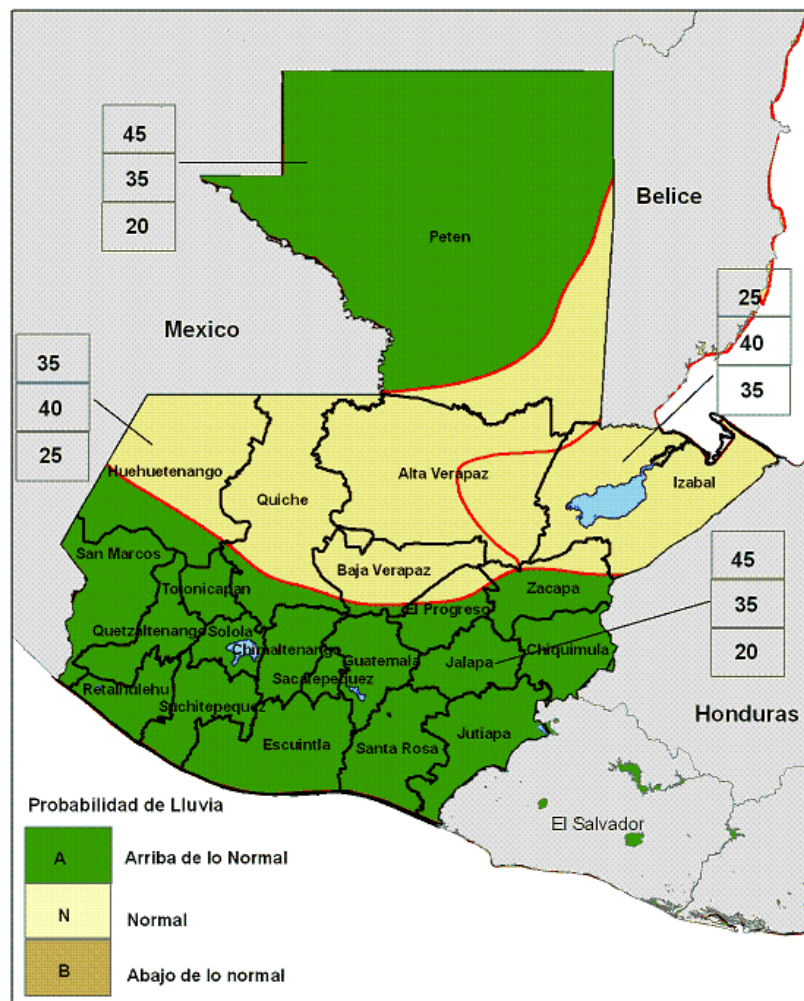 45
35
20
Belice
Peten
25
40
35
Mexico
35
40
25
Huehuetenango
Quiche
Alta Verapaz
Izabal
San Marcos
Baja Verapaz
45
35
20
Totonicapan
El Progreso
Zacapa
Quetzaltenango
Solola
Chimaltenango
Guatemala
Jalapa
Chiquimula
Sacatepequez
Retalhulehu
Suchitepequez
Escuintla
Santa Rosa
Jutiapa
Honduras
El Salvador
Probabilidad de Lluvia
A Arriba de lo Normal
N Normal
B Abajo de lo normal